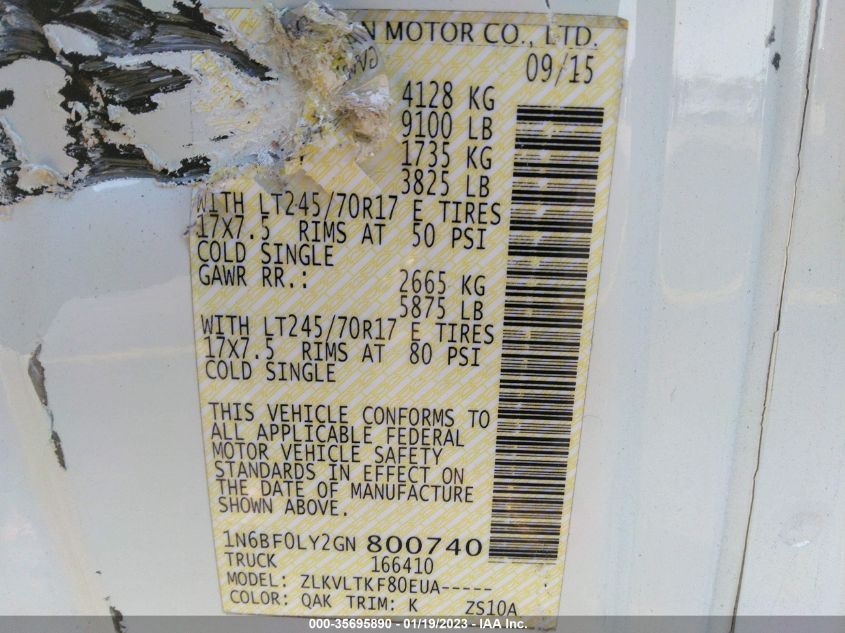 N MOTOR CO., LTD.
09/15
4128 KG
9100 LB
1735 KG
3825 LB
WITH LT245/70R17 E TIRES
17X7.5 RIMS AT 50 PSI
COLD SINGLE
GAWR RR.: 2665 KG
5875 LB
WITH LT245/70R17 E TIRES
17X7.5 RIMS AT 80 PSI
COLD SINGLE
THIS VEHICLE CONFORMS TO
ALL APPLICABLE FEDERAL
MOTOR VEHICLE SAFETY
STANDARDS IN EFFECT ON
THE DATE OF MANUFACTURE
SHOWN ABOVE.
1N6BF0LY2GN 800740
TRUCK 166410
MODEL: ZLKVLTKF80EUA-----
COLOR: QAK TRIM: K ZS10A
000-35695890 - 01/19/2023 - IAA Inc.